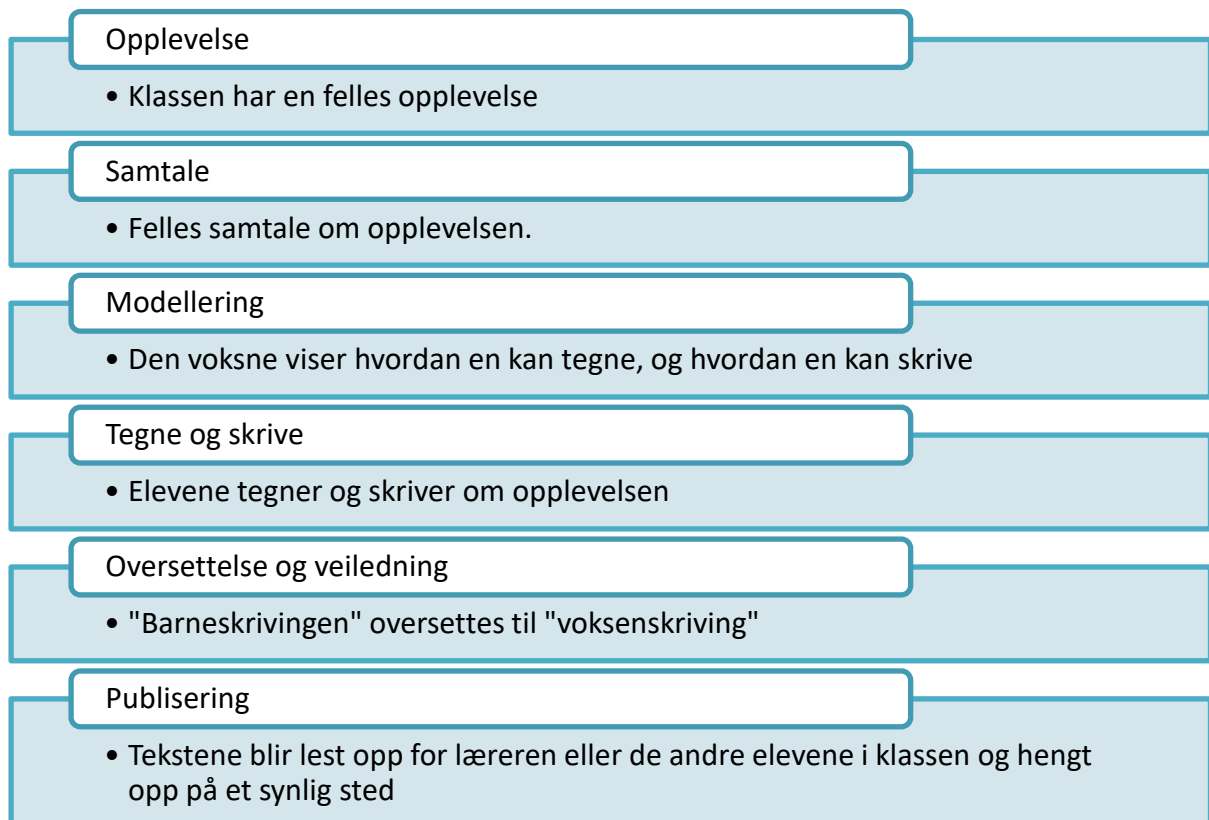 Opplevelse
• Klassen har en felles opplevelse
Samtale
• Felles samtale om opplevelsen.
Modellering
• Den voksne viser hvordan en kan tegne, og hvordan en kan skrive
Tegne og skrive
• Elevene tegner og skriver om opplevelsen
Oversettelse og veiledning
• "Barneskrivingen" oversettes til "voksenskriving"
Publisering
• Tekstene blir lest opp for læreren eller de andre elevene i klassen og hengt
opp på et synlig sted